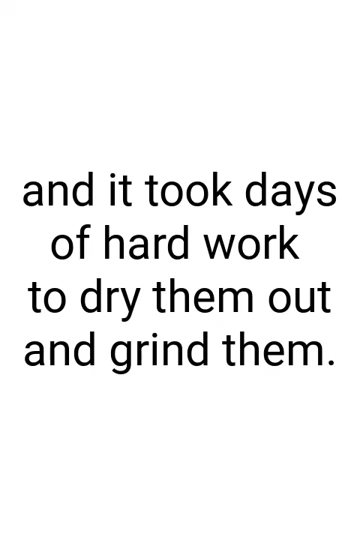 and it took days
of hard work
to dry them out
and grind them.